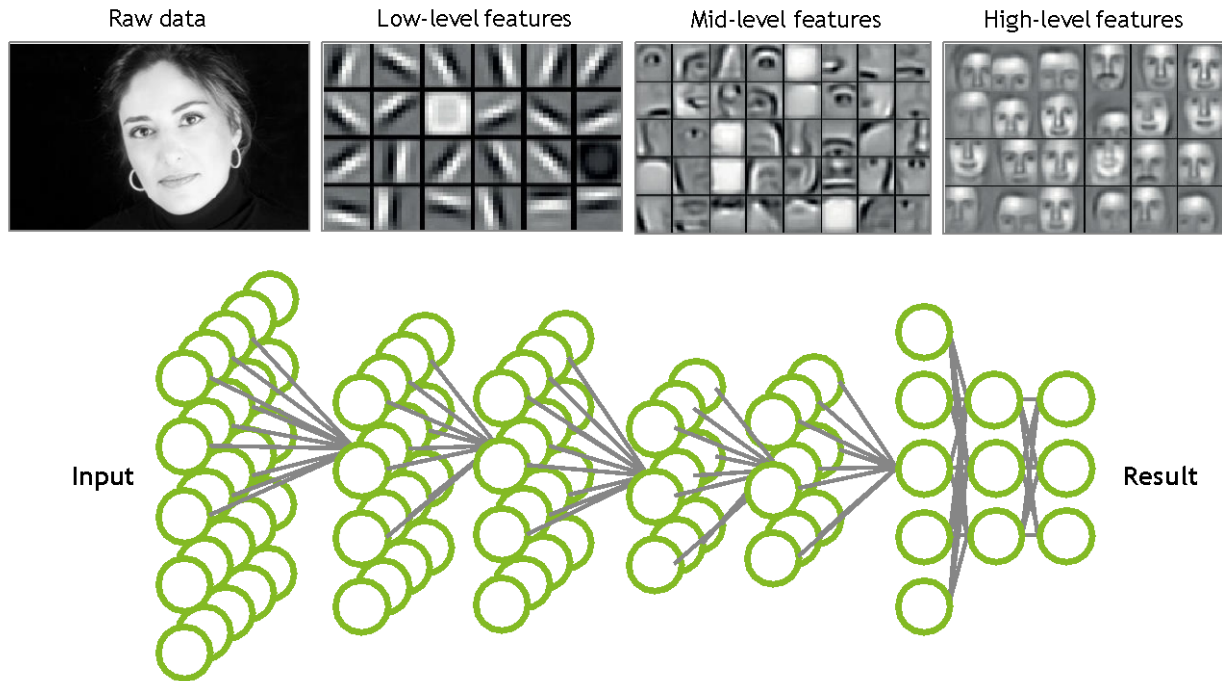 Raw data
Low-level features
Mid-level features
High-level features
Input
Result